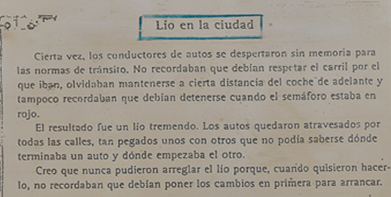 Lío en la ciudad
Cierta vez, los conductores de autos se despertaron sin memoria para
las normas de tránsito. No recordaban que debían respetar el carril por el
que iban, olvidaban mantenerse a cierta distancia del coche de adelante y
tampoco recordaban que debían detenerse cuando el semáforo estaba en
rojo.
El resultado fue un lío tremendo. Los autos quedaron atravesados por
todas las calles, tan pegados unos con otros que no podía saberse dónde
terminaba un auto y dónde empezaba el otro.
Creo que nunca pudieron arreglar el lío porque, cuando quisieron hacer-
lo, no recordaban que debían poner los cambios en primera para arrancar.